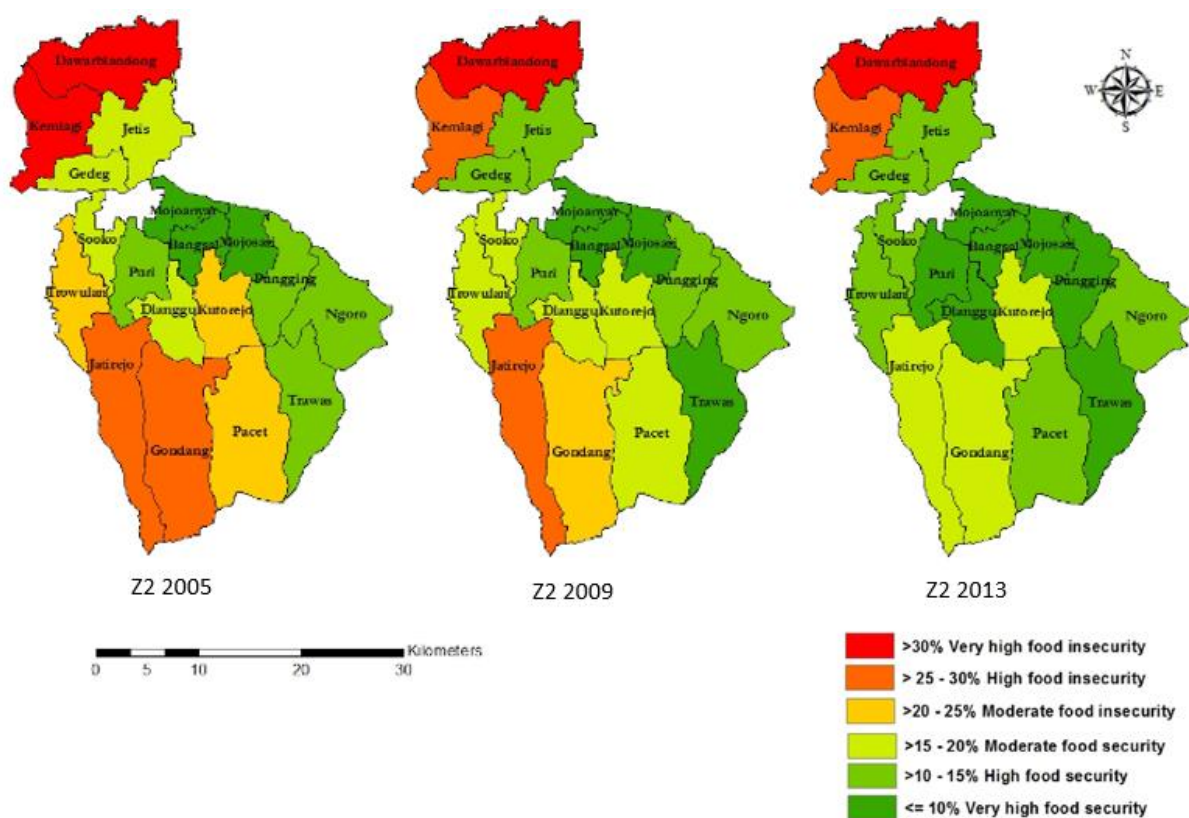 Dawarblandong
Kemlagi
Jetis
Gedeg
Mojoanyar
Sooko
Bangsal
Mojosari
Puri
Pungging
Trowulan
Dlanggu
Kutorejo
Ngoro
Jatirejo
Trawas
Pacet
Gondang
Z2 2005
Dawarblandong
Kemlagi
Jetis
Gedeg
Mojoanyar
Sooko
Bangsal
Mojosari
Puri
Pungging
Trowulan
Dlanggu
Kutorejo
Ngoro
Jatirejo
Trawas
Pacet
Gondang
Z2 2009
Dawarblandong
Kemlagi
Jetis
Gedeg
Mojoanyar
Sooko
Bangsal
Mojosari
Puri
Pungging
Trowulan
Dlanggu
Kutorejo
Ngoro
Jatirejo
Trawas
Pacet
Gondang
Z2 2013
N
W E
S
Kilometers
0 5 10 20 30
>30% Very high food insecurity
> 25 - 30% High food insecurity
>20 - 25% Moderate food insecurity
>15 - 20% Moderate food security
>10 - 15% High food security
<= 10% Very high food security